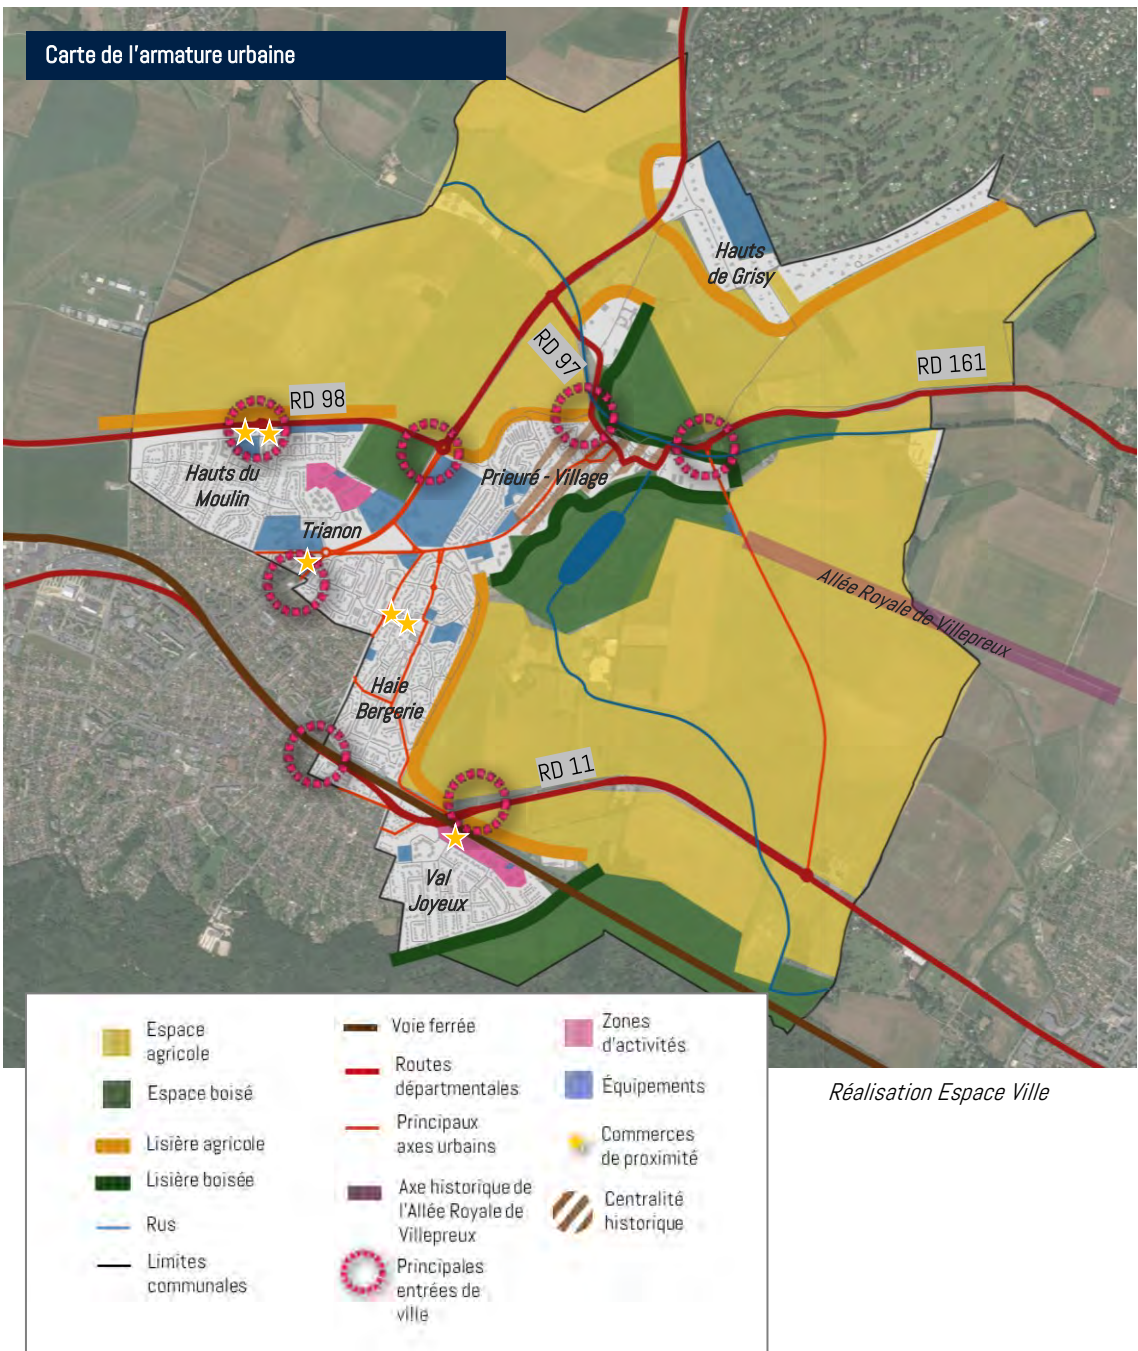 Carte de l'armature urbaine
Hauts
de Grisy
RD 97
RD 161
RD 98
Hauts du
Moulin
Prieuré - Village
Trianon
Allée Royale de Villepreux
Haie
Bergerie
RD 11
Val
Joyeux
Espace
agricole
Espace boisé
Lisière agricole
Lisière boisée
Rus
Limites
communales
Voie ferrée
Routes
départmentales
Principaux
axes urbains
Axe historique de
l'Allée Royale de
Villepreux
Principales
entrées de
ville
Zones
d'activités
Équipements
Commerces
de proximité
Centralité
historique
Réalisation Espace Ville